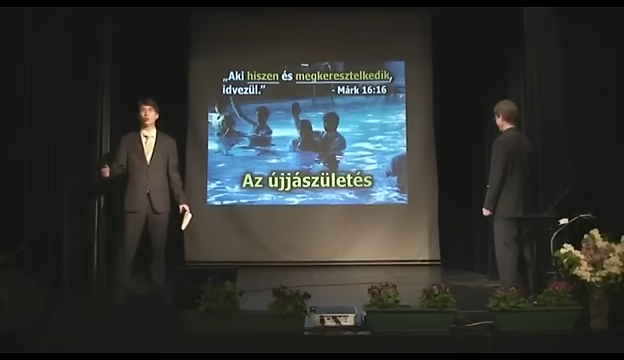 „Aki hiszen és megkeresztelkedik,
idvezül.”
- Márk 16:16
Az újjászületés